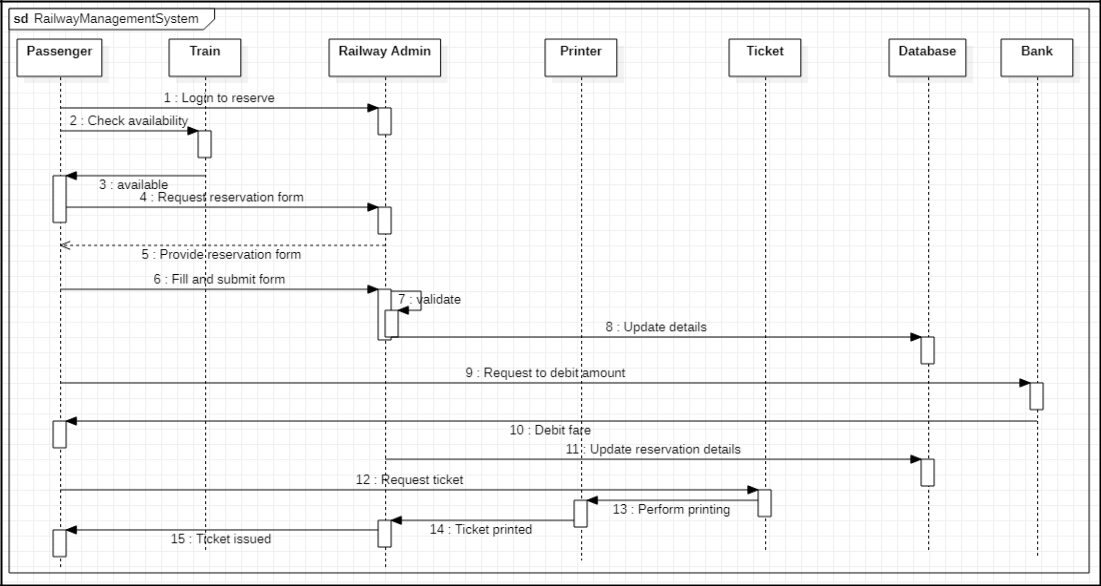 sd RailwayManagementSystem
Passenger Train Railway Admin Printer Ticket Database Bank
1 : Login to reserve
2 : Check availability
3 : available
4 : Request reservation form
5 : Provide reservation form
6 : Fill and submit form
7 : validate
8 : Update details
9 : Request to debit amount
10 : Debit fare
11 : Update reservation details
12 : Request ticket
13 : Perform printing
14 : Ticket printed
15 : Ticket issued